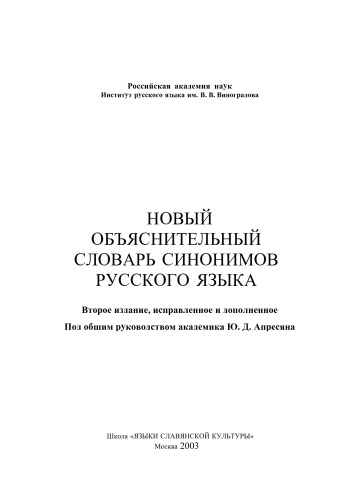 Российская академия наук
Институт русского языка им. В. В. Виноградова
НОВЫЙ
ОБЪЯСНИТЕЛЬНЫЙ
СЛОВАРЬ СИНОНИМОВ
РУССКОГО ЯЗЫКА
Второе издание, исправленное и дополненное
Под общим руководством академика Ю. Д. Апресяна
Школа «ЯЗЫКИ СЛАВЯНСКОЙ КУЛЬТУРЫ»
Москва 2003